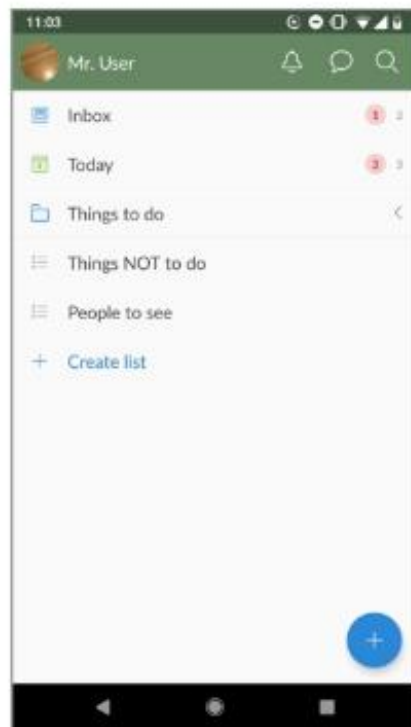 11:03
Mr. User
Inbox 1
Today 3 3
Things to do
Things NOT to do
People to see
+ Create list
+